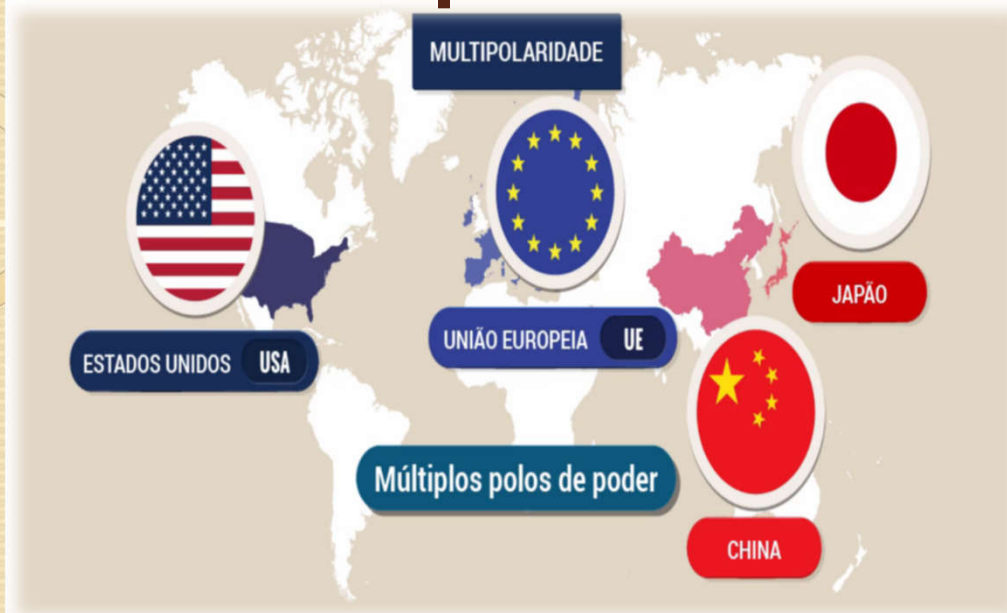 MULTIPOLARIDADE
JAPÃO
UNIÃO EUROPEIA UE
ESTADOS UNIDOS USA
Múltiplos polos de poder
CHINA